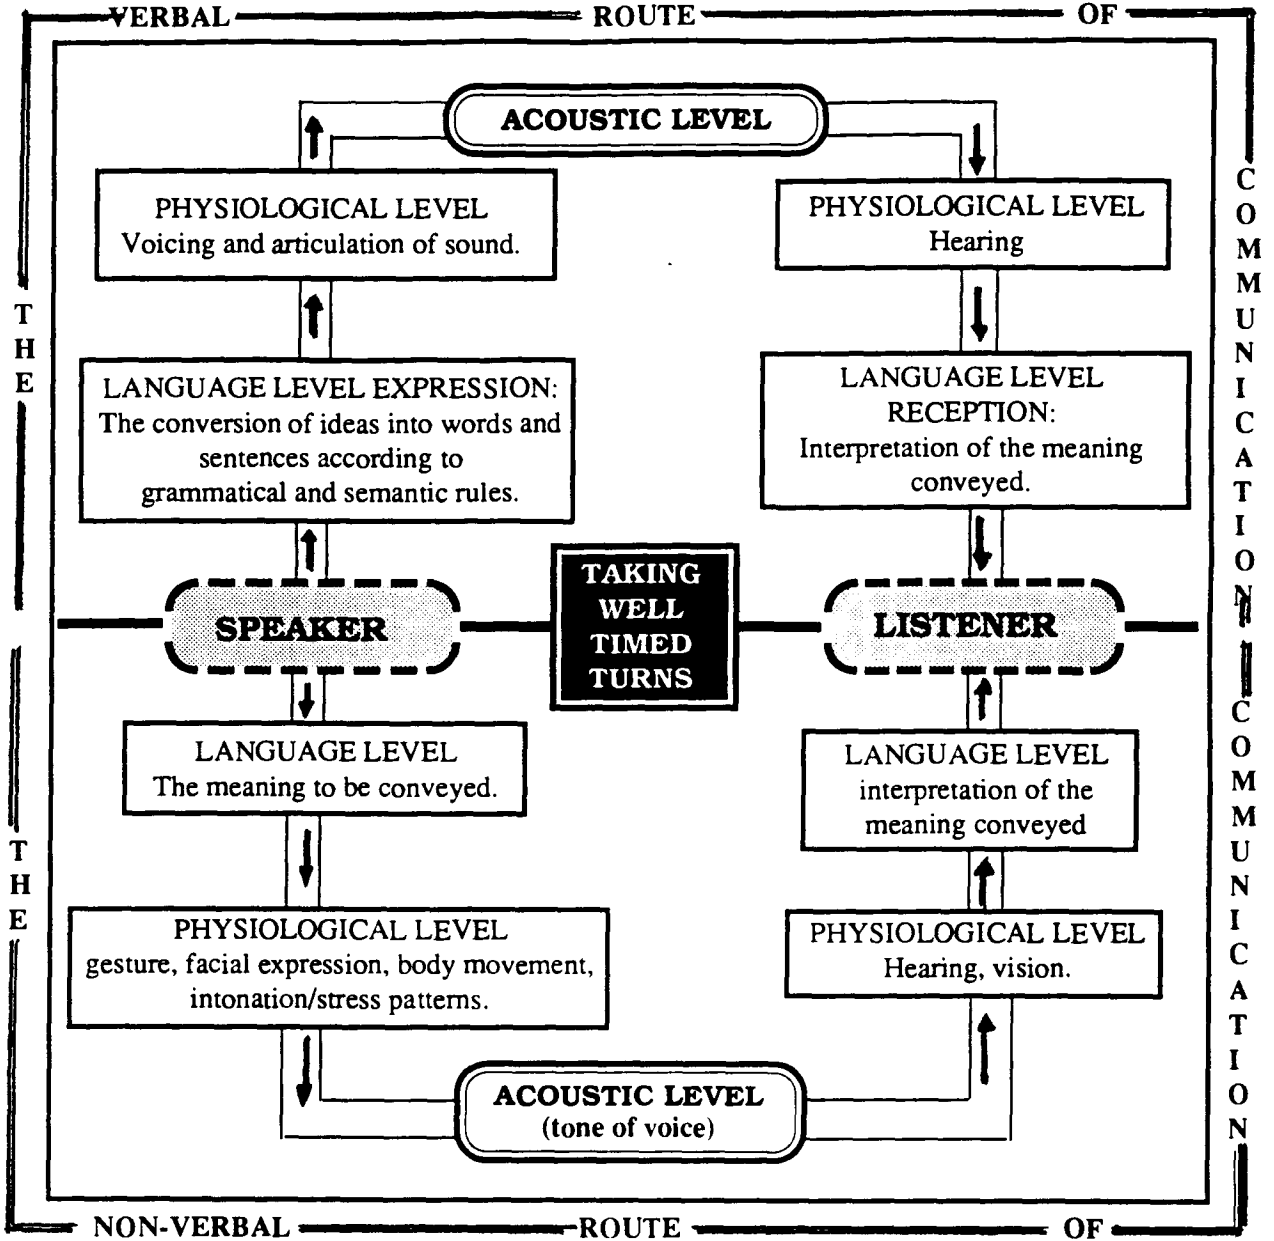 THE VERBAL ROUTE OF COMMUNICATION
ACOUSTIC LEVEL
PHYSIOLOGICAL LEVEL
Voicing and articulation of sound.
PHYSIOLOGICAL LEVEL
Hearing
LANGUAGE LEVEL EXPRESSION:
The conversion of ideas into words and
sentences according to
grammatical and semantic rules.
LANGUAGE LEVEL
RECEPTION:
Interpretation of the meaning
conveyed.
SPEAKER
TAKING
WELL
TIMED
TURNS
LISTENER
LANGUAGE LEVEL
The meaning to be conveyed.
LANGUAGE LEVEL
interpretation of the
meaning conveyed
PHYSIOLOGICAL LEVEL
gesture, facial expression, body movement,
intonation/stress patterns.
PHYSIOLOGICAL LEVEL
Hearing, vision.
ACOUSTIC LEVEL
(tone of voice)
THE NON-VERBAL ROUTE OF COMMUNICATION